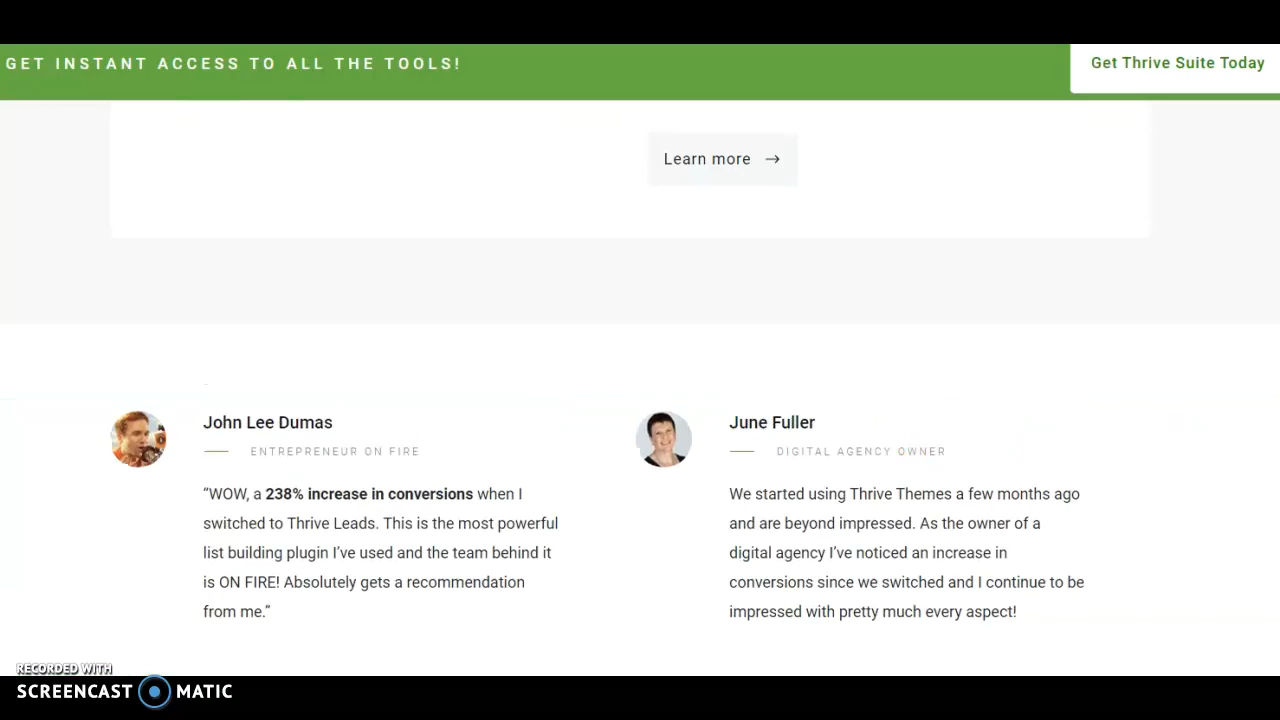 GET INSTANT ACCESS TO ALL THE TOOLS!
Get Thrive Suite Today
Learn more →
John Lee Dumas
ENTREPRENEUR ON FIRE
“WOW, a 238% increase in conversions when I
switched to Thrive Leads. This is the most powerful
list building plugin I’ve used and the team behind it
is ON FIRE! Absolutely gets a recommendation
from me.”
June Fuller
DIGITAL AGENCY OWNER
We started using Thrive Themes a few months ago
and are beyond impressed. As the owner of a
digital agency I’ve noticed an increase in
conversions since we switched and I continue to be
impressed with pretty much every aspect!
RECORDED WITH
SCREENCAST MATIC